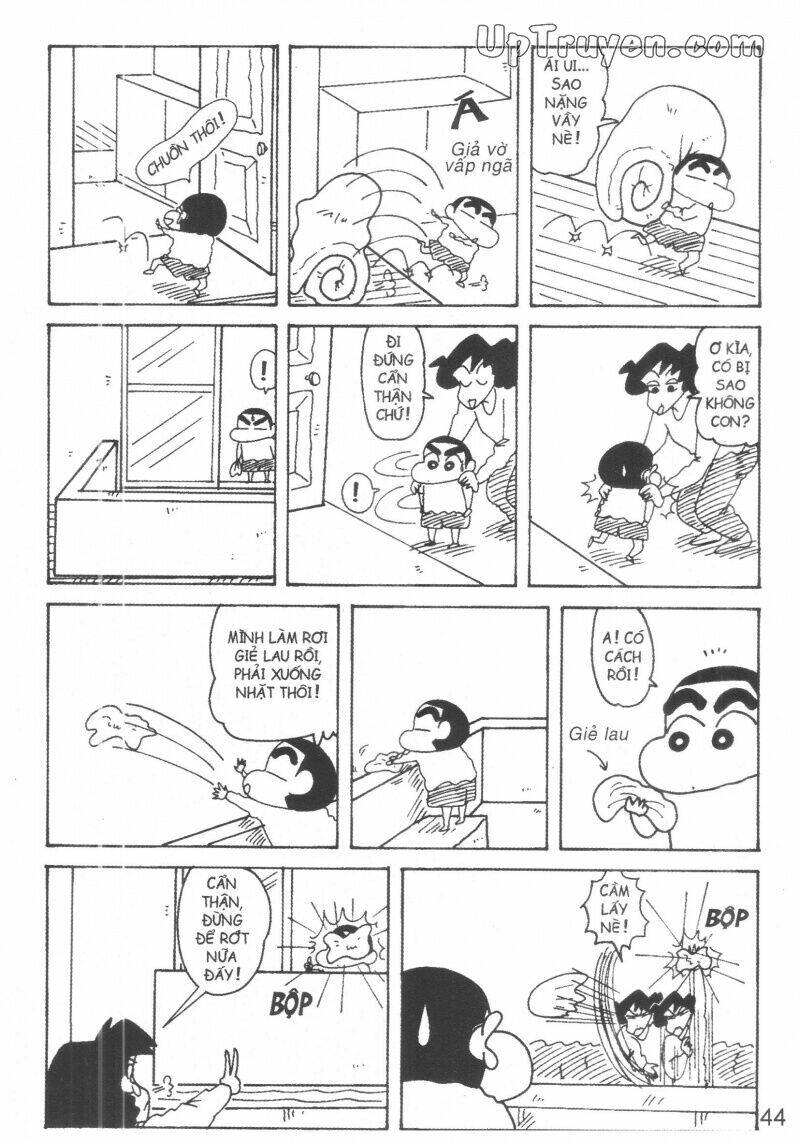 UpTruyen.com
ÁI UI...
SAO
NẶNG
VẬY
NÈ!
Á
Giả vờ
vấp ngã
CHUỒN THÔI!
Ơ KÌA,
CÓ BỊ
SAO
KHÔNG
CON?
ĐI
ĐỨNG
CẨN
THẬN
CHỨ!
!
!
A! CÓ
CÁCH
RỒI!
Giẻ lau
MÌNH LÀM RƠI
GIẺ LAU RỒI,
PHẢI XUỐNG
NHẶT THÔI!
CẦM
LẤY
NÈ!
BỘP
CẨN
THẬN,
ĐỪNG
ĐỂ RỚT
NỮA
ĐẤY!
BỘP
44